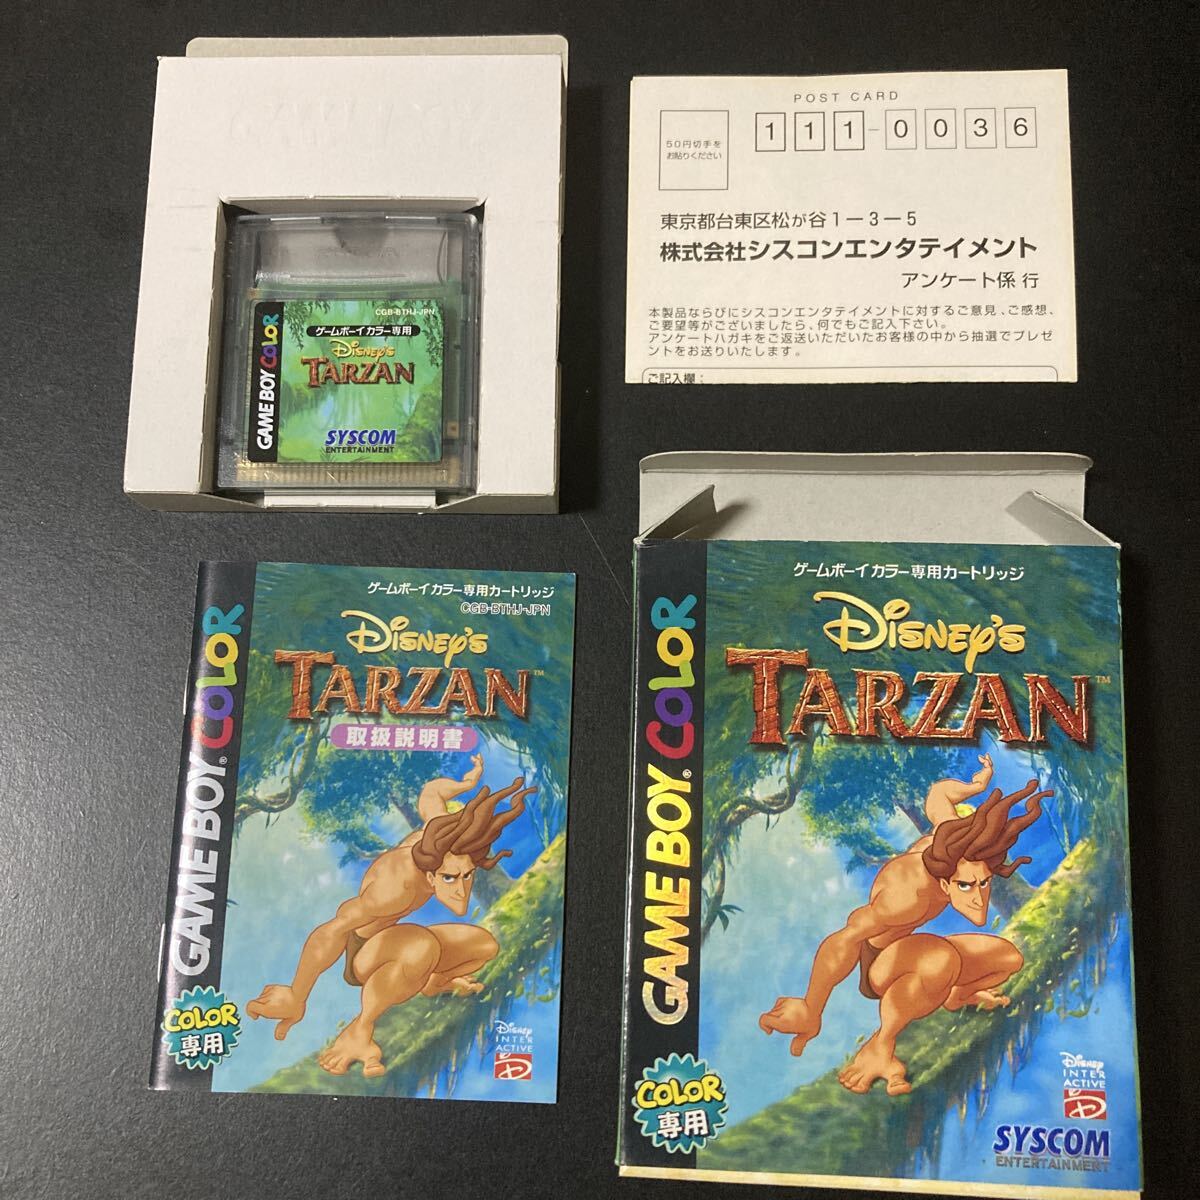 CGB-BTHJ-JPN
ゲームボーイカラー専用
DISNEY'S
TARZAN
GAME BOY COLOR
SYSCOM
ENTERTAINMENT
POST CARD
50円切手を
お貼りください
111-0036
東京都台東区松が谷1-3-5
株式会社シスコンエンタテイメント
アンケート係 行
本製品ならびにシスコンエンタテイメントに対するご意見、ご感想、
ご要望等がございましたら、何でもご記入下さい。
アンケートハガキをご返送いただいたお客様の中から抽選でプレゼ
ントをお送りいたします。
ご記入欄：
ゲームボーイカラー専用カートリッジ
CGB-BTHJ-JPN
DISNEY'S
TARZAN™
取扱説明書
GAME BOY® COLOR
COLOR
専用
DISNEY
INTER
ACTIVE
ゲームボーイカラー専用カートリッジ
DISNEY'S
TARZAN™
GAME BOY® COLOR
COLOR
専用
DISNEY
INTER
ACTIVE
SYSCOM
ENTERTAINMENT